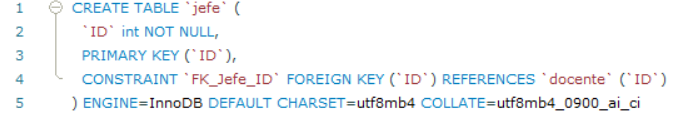 1 CREATE TABLE `jefe` (
2 `ID` int NOT NULL,
3 PRIMARY KEY (`ID`),
4 CONSTRAINT `FK_Jefe_ID` FOREIGN KEY (`ID`) REFERENCES `docente` (`ID`)
5 ) ENGINE=InnoDB DEFAULT CHARSET=utf8mb4 COLLATE=utf8mb4_0900_ai_ci